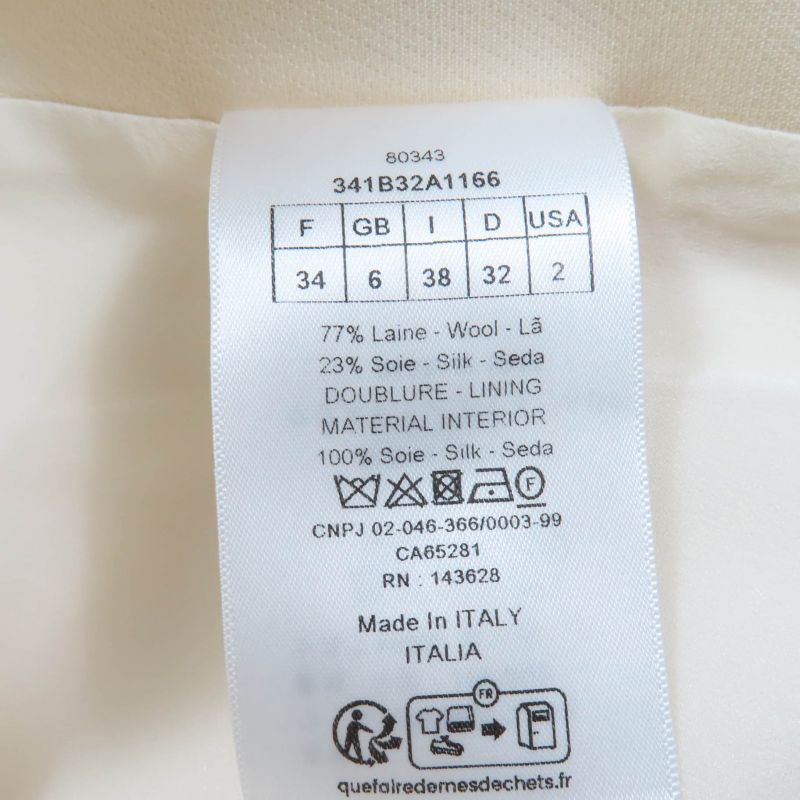 80343
341B32A1166
F GB I D USA
34 6 38 32 2
77% Laine - Wool - Lã
23% Soie - Silk - Seda
DOUBLURE - LINING
MATERIAL INTERIOR
100% Soie - Silk - Seda
F
CNPJ 02-046-366/0003-99
CA65281
RN : 143628
Made In ITALY
ITALIA
FR
quefairedemesdechets.fr